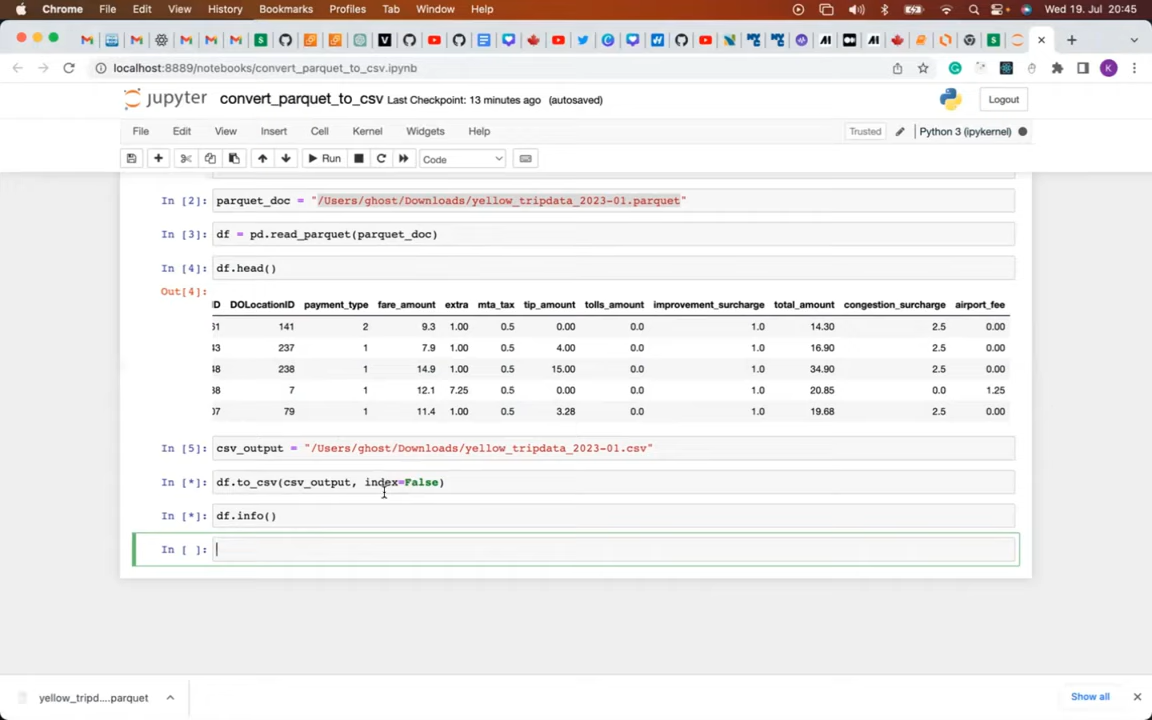 Chrome File Edit View History Bookmarks Profiles Tab Window Help Wed 19. Jul 20:45
localhost:8889/notebooks/convert_parquet_to_csv.ipynb
jupyter convert_parquet_to_csv Last Checkpoint: 13 minutes ago (autosaved) Logout
File Edit View Insert Cell Kernel Widgets Help Trusted Python 3 (ipykernel)
Run Code
In [2]: parquet_doc = "/Users/ghost/Downloads/yellow_tripdata_2023-01.parquet"
In [3]: df = pd.read_parquet(parquet_doc)
In [4]: df.head()
Out[4]:
ID DOLocationID payment_type fare_amount extra mta_tax tip_amount tolls_amount improvement_surcharge total_amount congestion_surcharge airport_fee
61 141 2 9.3 1.00 0.5 0.00 0.0 1.0 14.30 2.5 0.00
43 237 1 7.9 1.00 0.5 4.00 0.0 1.0 16.90 2.5 0.00
48 238 1 14.9 1.00 0.5 15.00 0.0 1.0 34.90 2.5 0.00
38 7 1 12.1 7.25 0.5 0.00 0.0 1.0 20.85 0.0 1.25
07 79 1 11.4 1.00 0.5 3.28 0.0 1.0 19.68 2.5 0.00
In [5]: csv_output = "/Users/ghost/Downloads/yellow_tripdata_2023-01.csv"
In [*]: df.to_csv(csv_output, index=False)
In [*]: df.info()
In [ ]:
yellow_tripd....parquet Show all